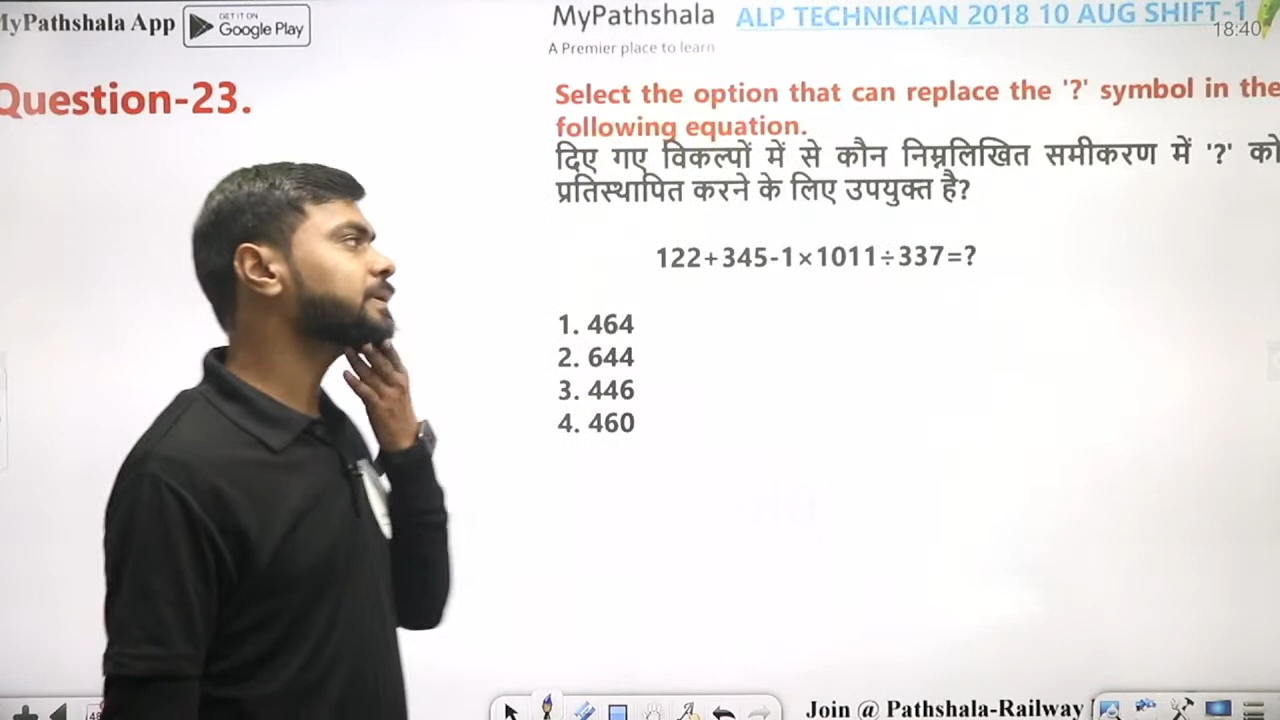 MyPathshala App
GET IT ON
Google Play
MyPathshala
A Premier place to learn
ALP TECHNICIAN 2018 10 AUG SHIFT-1
18:40
Question-23.
Select the option that can replace the '?' symbol in the
following equation.
दिए गए विकल्पों में से कौन निम्नलिखित समीकरण में '?' को
प्रतिस्थापित करने के लिए उपयुक्त है?
122+345-1×1011÷337=?
1. 464
2. 644
3. 446
4. 460
Join @ Pathshala-Railway